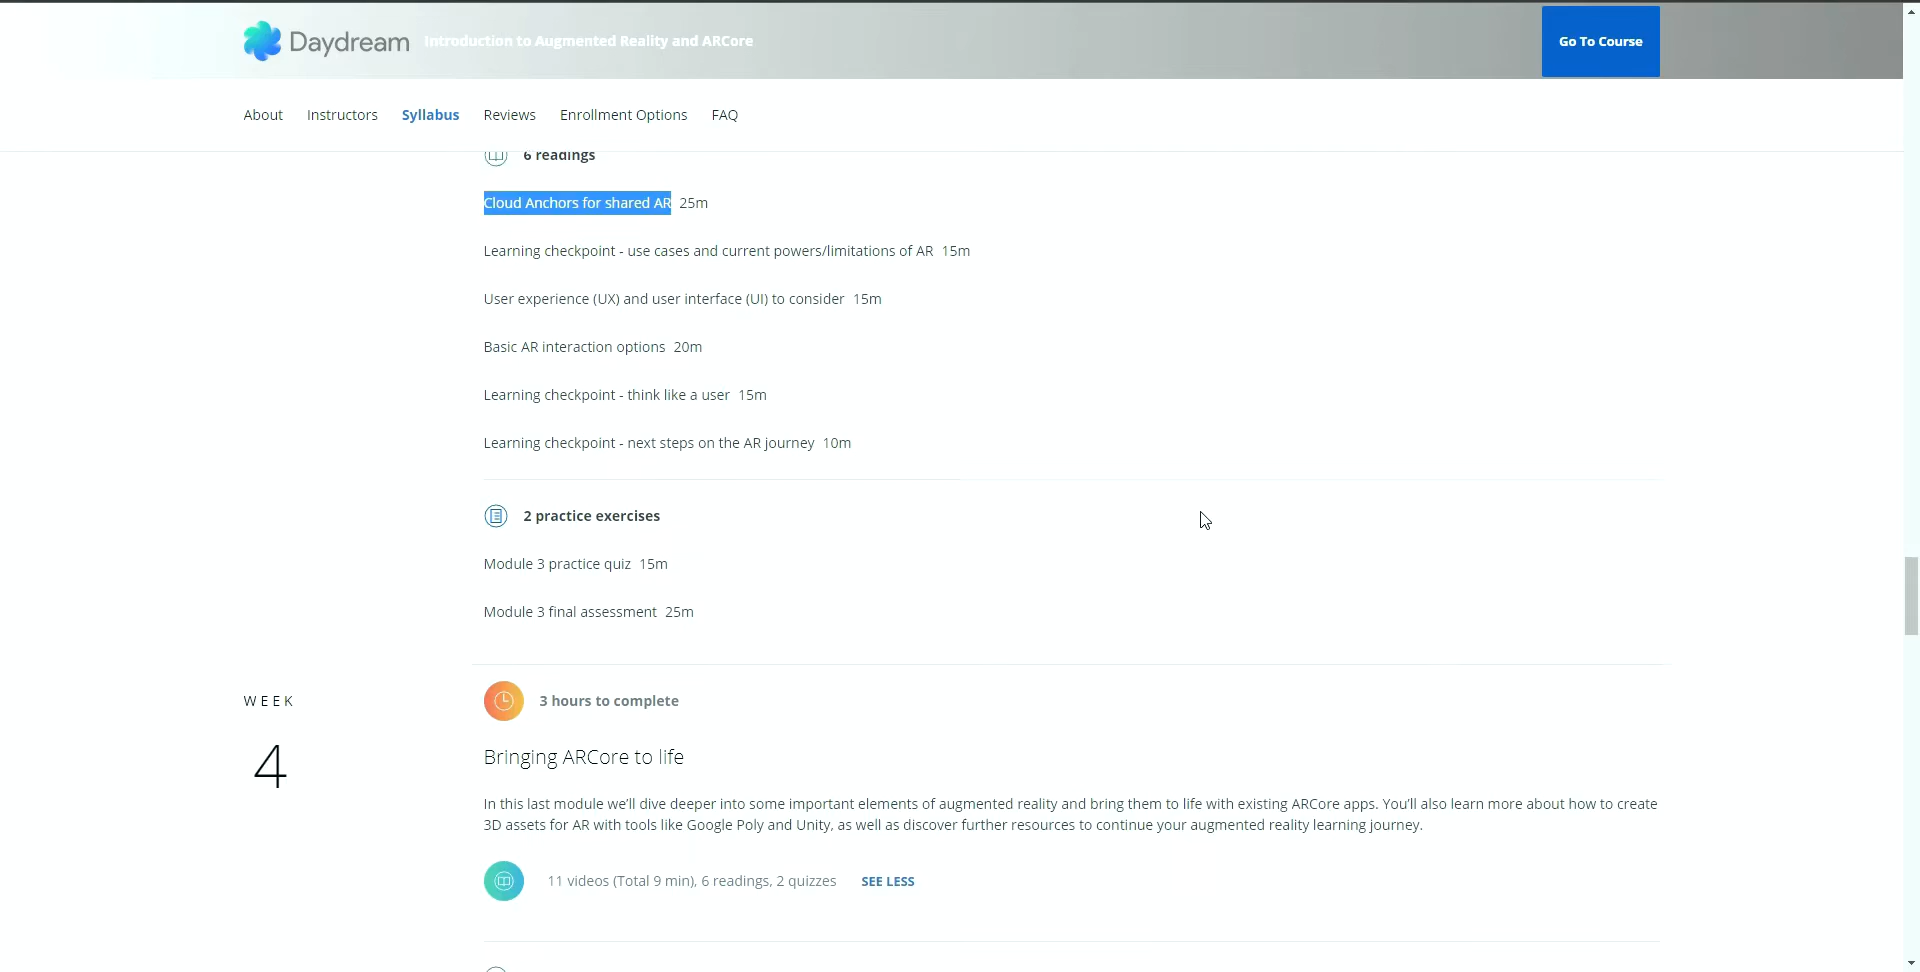 Daydream
Introduction to Augmented Reality and ARCore
Go To Course
About
Instructors
Syllabus
Reviews
Enrollment Options
FAQ
6 readings
Cloud Anchors for shared AR 25m
Learning checkpoint - use cases and current powers/limitations of AR 15m
User experience (UX) and user interface (UI) to consider 15m
Basic AR interaction options 20m
Learning checkpoint - think like a user 15m
Learning checkpoint - next steps on the AR journey 10m
2 practice exercises
Module 3 practice quiz 15m
Module 3 final assessment 25m
WEEK
4
3 hours to complete
Bringing ARCore to life
In this last module we'll dive deeper into some important elements of augmented reality and bring them to life with existing ARCore apps. You'll also learn more about how to create
3D assets for AR with tools like Google Poly and Unity, as well as discover further resources to continue your augmented reality learning journey.
11 videos (Total 9 min), 6 readings, 2 quizzes
SEE LESS